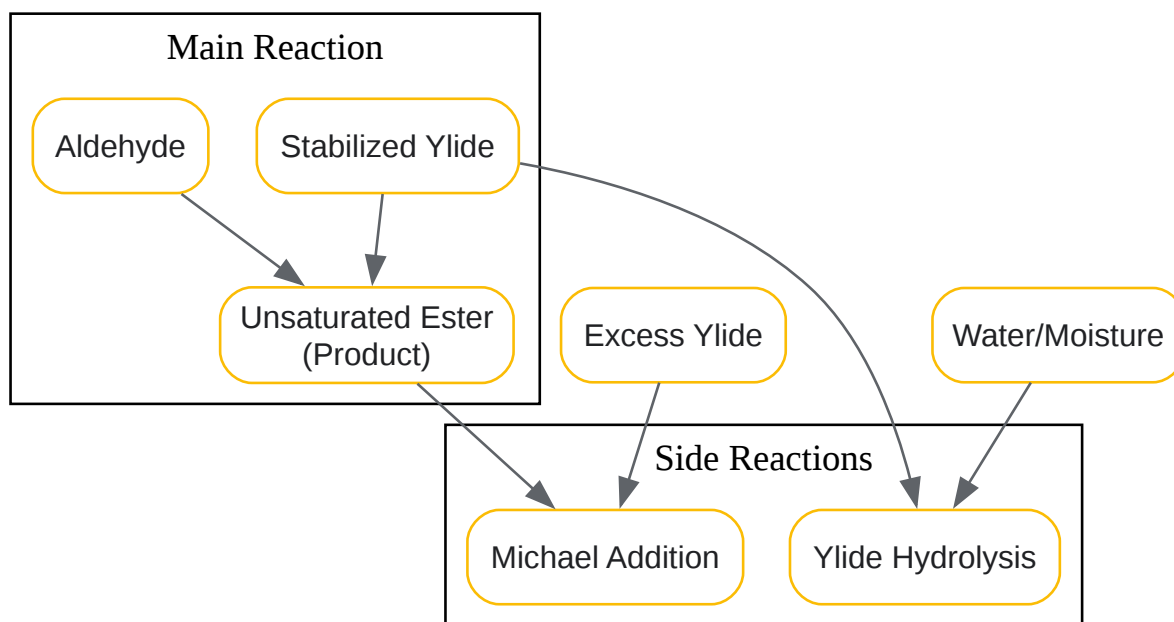 Main Reaction
Aldehyde
Stabilized Ylide
Unsaturated Ester
(Product)
Excess Ylide
Water/Moisture
Side Reactions
Michael Addition
Ylide Hydrolysis